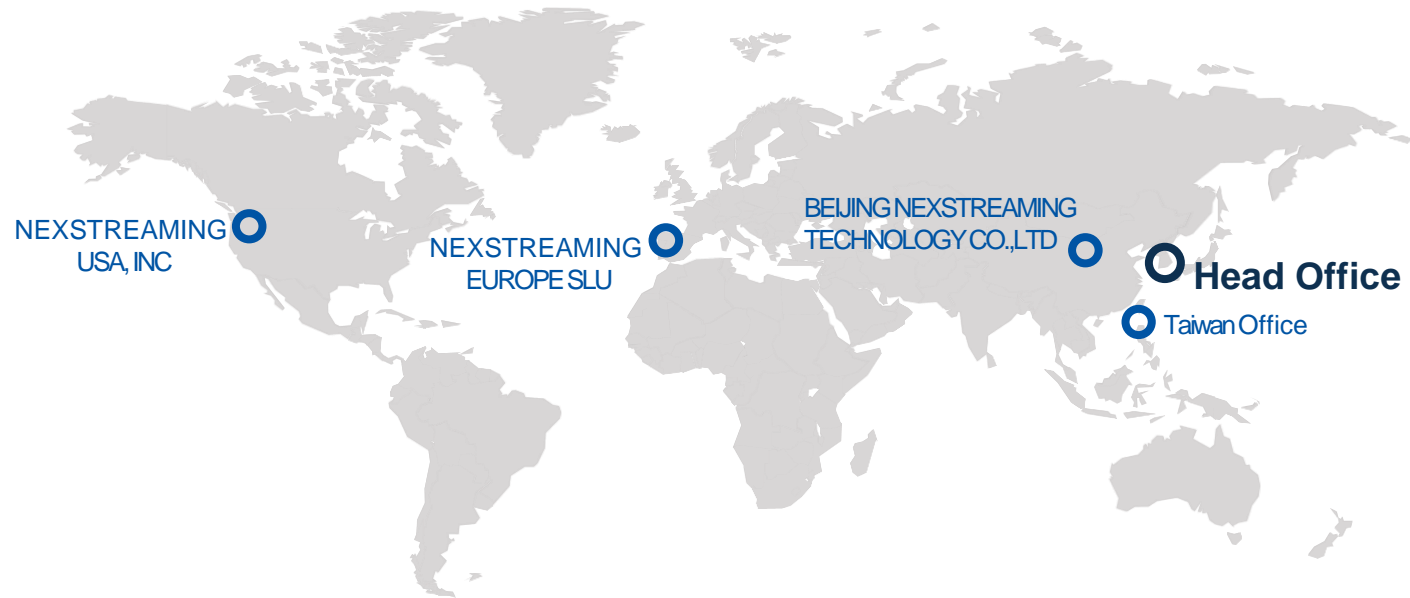 NEXSTREAMING
USA, INC
NEXSTREAMING
EUROPE SLU
BEIJING NEXSTREAMING
TECHNOLOGY CO.,LTD
Head Office
Taiwan Office